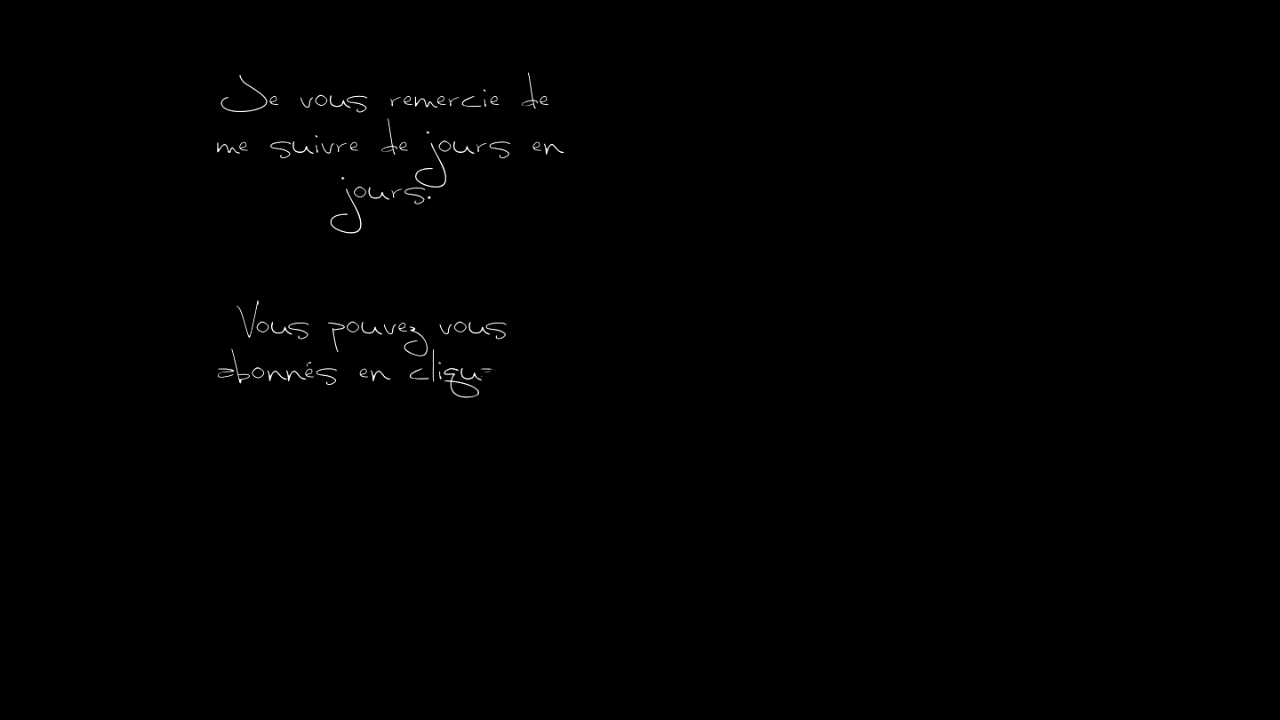 Je vous remercie de
me suivre de jours en
jours.
Vous pouvez vous
abonnés en cliqu